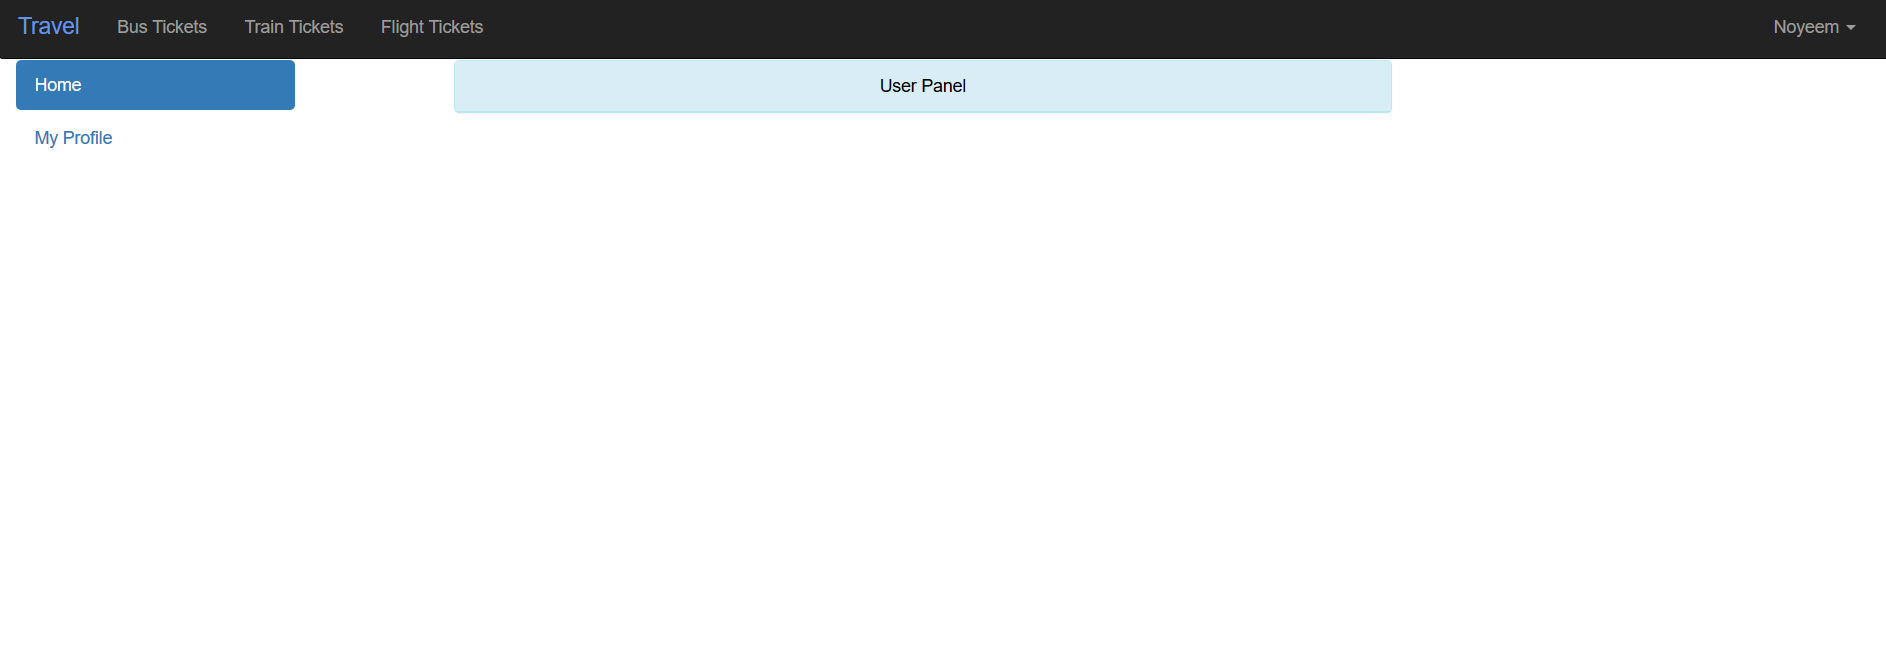 Travel Bus Tickets Train Tickets Flight Tickets Noyeem
Home
User Panel
My Profile